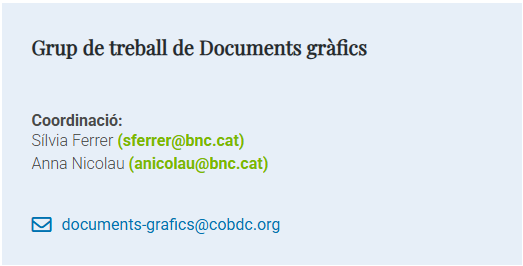 Grup de treball de Documents gràfics
Coordinació:
Sílvia Ferrer (sferrer@bnc.cat)
Anna Nicolau (anicolau@bnc.cat)
documents-grafics@cobdc.org